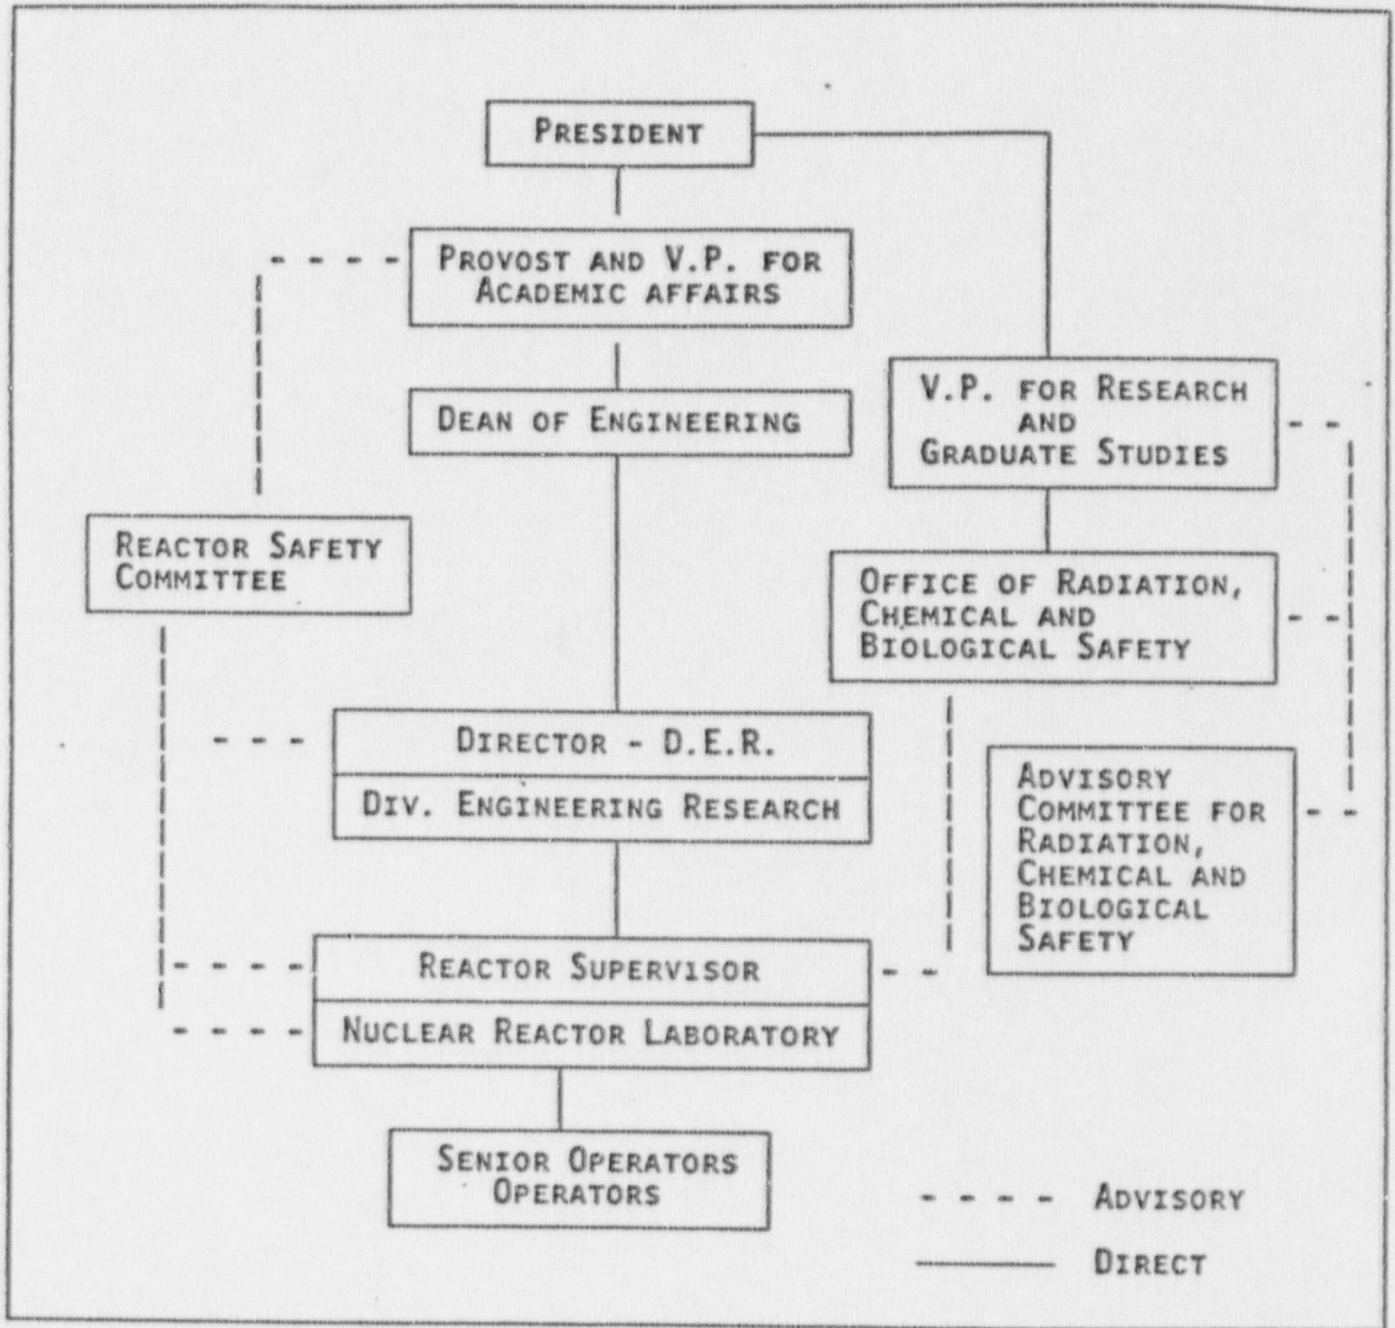 PRESIDENT
PROVOST AND V.P. FOR
ACADEMIC AFFAIRS
DEAN OF ENGINEERING
V.P. FOR RESEARCH
AND
GRADUATE STUDIES
REACTOR SAFETY
COMMITTEE
OFFICE OF RADIATION,
CHEMICAL AND
BIOLOGICAL SAFETY
DIRECTOR - D.E.R.
DIV. ENGINEERING RESEARCH
ADVISORY
COMMITTEE FOR
RADIATION,
CHEMICAL AND
BIOLOGICAL
SAFETY
REACTOR SUPERVISOR
NUCLEAR REACTOR LABORATORY
SENIOR OPERATORS
OPERATORS
ADVISORY
DIRECT